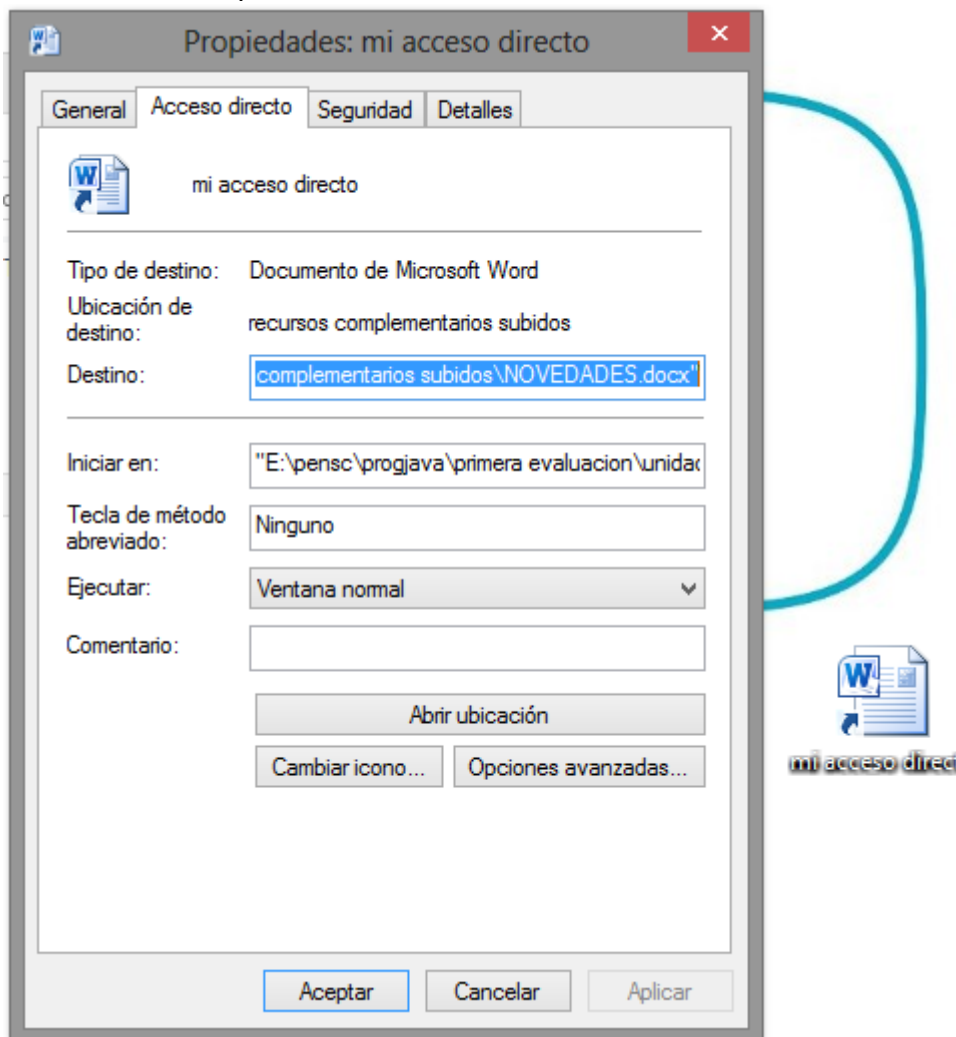 Propiedades: mi acceso directo
General Acceso directo Seguridad Detalles
mi acceso directo
Tipo de destino: Documento de Microsoft Word
Ubicación de destino: recursos complementarios subidos
Destino: complementarios subidos\NOVEDADES.docx"
Iniciar en: "E:\pensc\progjava\primera evaluacion\unidad
Tecla de método abreviado: Ninguno
Ejecutar: Ventana normal
Comentario:
Abrir ubicación
Cambiar icono... Opciones avanzadas...
mi acceso direct
Aceptar Cancelar Aplicar